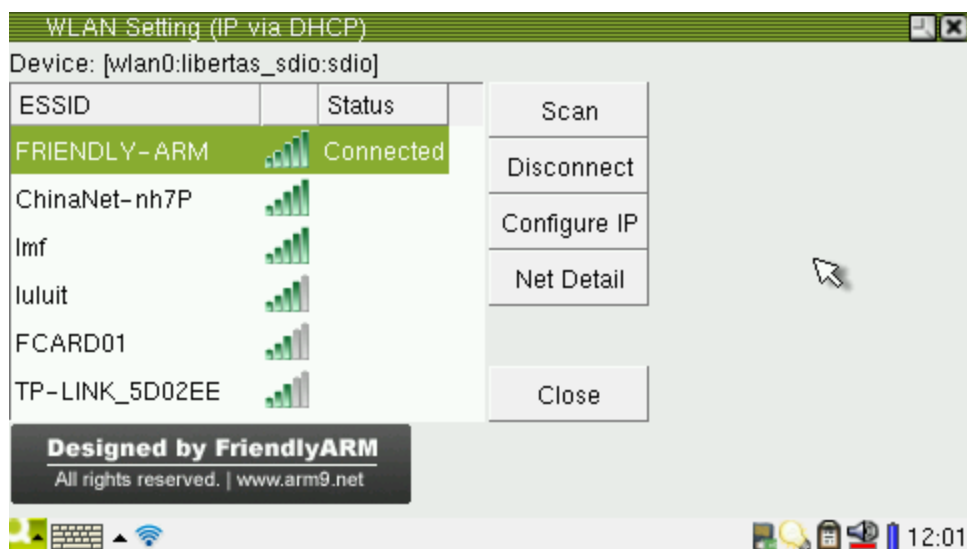 WLAN Setting (IP via DHCP)
Device: [wlan0:libertas_sdio:sdio]
ESSID Status
FRIENDLY-ARM Connected
ChinaNet-nh7P
lmf
luluit
FCARD01
TP-LINK_5D02EE
Scan
Disconnect
Configure IP
Net Detail
Close
Designed by FriendlyARM
All rights reserved. | www.arm9.net
12:01